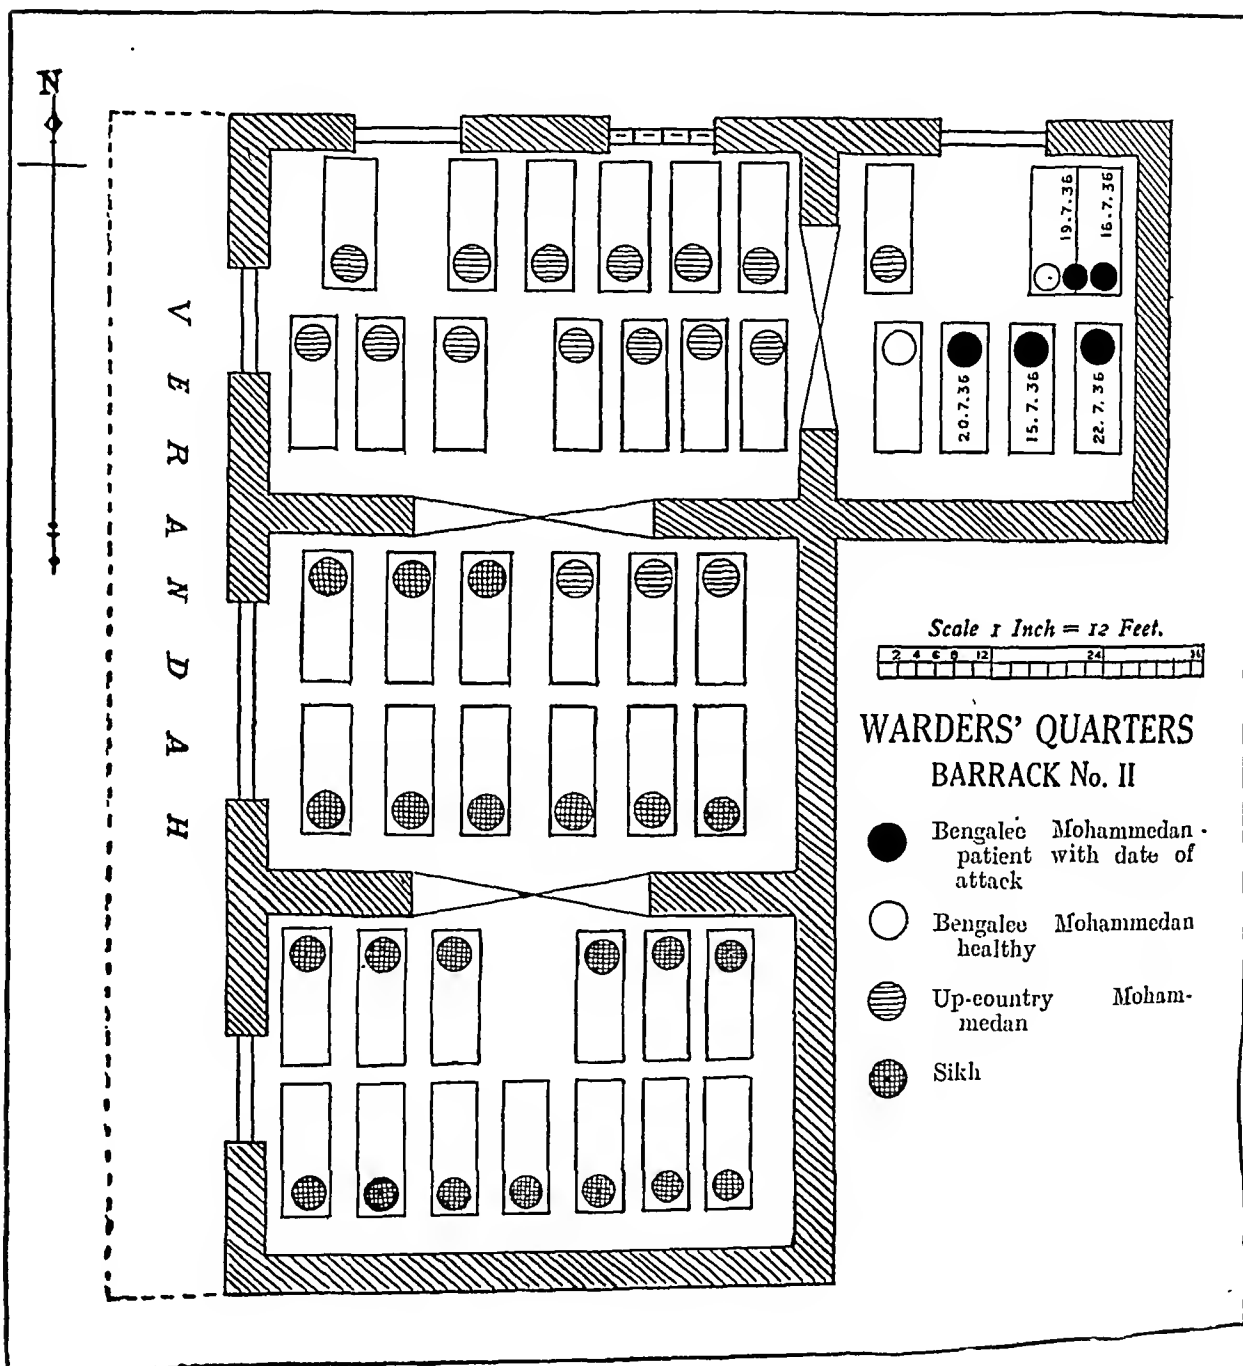 N
VERANDAH
19.7.36
16.7.36
20.7.36
15.7.36
22.7.36
Scale 1 Inch = 12 Feet.
2 4 6 8 12 24 36
WARDERS' QUARTERS
BARRACK No. II
Bengalee Mohammedan
patient with date of
attack
Bengalee Mohammedan
healthy
Up-country Moham-
medan
Sikh